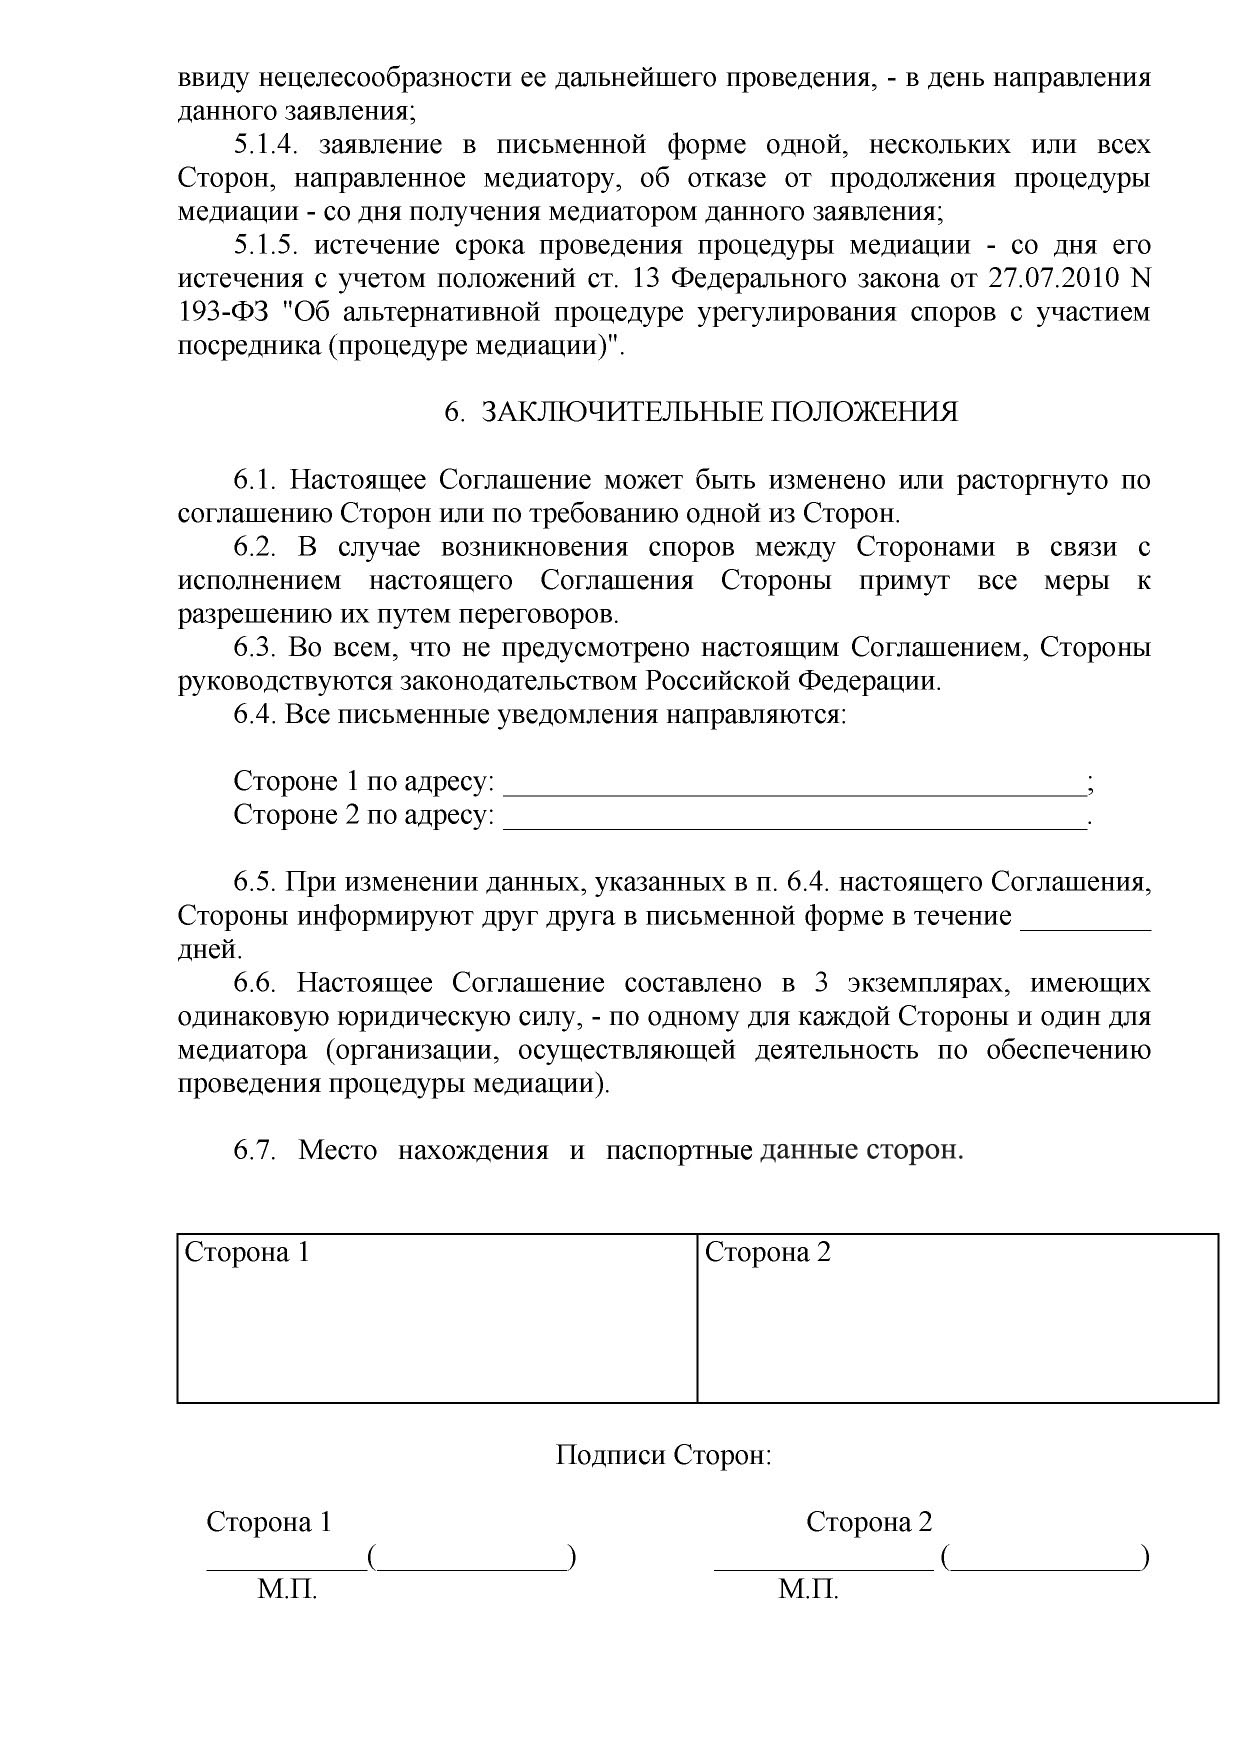 ввиду нецелесообразности ее дальнейшего проведения, - в день направления
данного заявления;
5.1.4. заявление в письменной форме одной, нескольких или всех
Сторон, направленное медиатору, об отказе от продолжения процедуры
медиации - со дня получения медиатором данного заявления;
5.1.5. истечение срока проведения процедуры медиации - со дня его
истечения с учетом положений ст. 13 Федерального закона от 27.07.2010 N
193-ФЗ "Об альтернативной процедуре урегулирования споров с участием
посредника (процедуре медиации)".
6. ЗАКЛЮЧИТЕЛЬНЫЕ ПОЛОЖЕНИЯ
6.1. Настоящее Соглашение может быть изменено или расторгнуто по
соглашению Сторон или по требованию одной из Сторон.
6.2. В случае возникновения споров между Сторонами в связи с
исполнением настоящего Соглашения Стороны примут все меры к
разрешению их путем переговоров.
6.3. Во всем, что не предусмотрено настоящим Соглашением, Стороны
руководствуются законодательством Российской Федерации.
6.4. Все письменные уведомления направляются:
Стороне 1 по адресу: ________________________________________;
Стороне 2 по адресу: ________________________________________.
6.5. При изменении данных, указанных в п. 6.4. настоящего Соглашения,
Стороны информируют друг друга в письменной форме в течение _________
дней.
6.6. Настоящее Соглашение составлено в 3 экземплярах, имеющих
одинаковую юридическую силу, - по одному для каждой Стороны и один для
медиатора (организации, осуществляющей деятельность по обеспечению
проведения процедуры медиации).
6.7. Место нахождения и паспортные данные сторон.
Сторона 1 Сторона 2
Подписи Сторон:
Сторона 1 Сторона 2
___________(_____________) _______________ (_____________)
М.П. М.П.